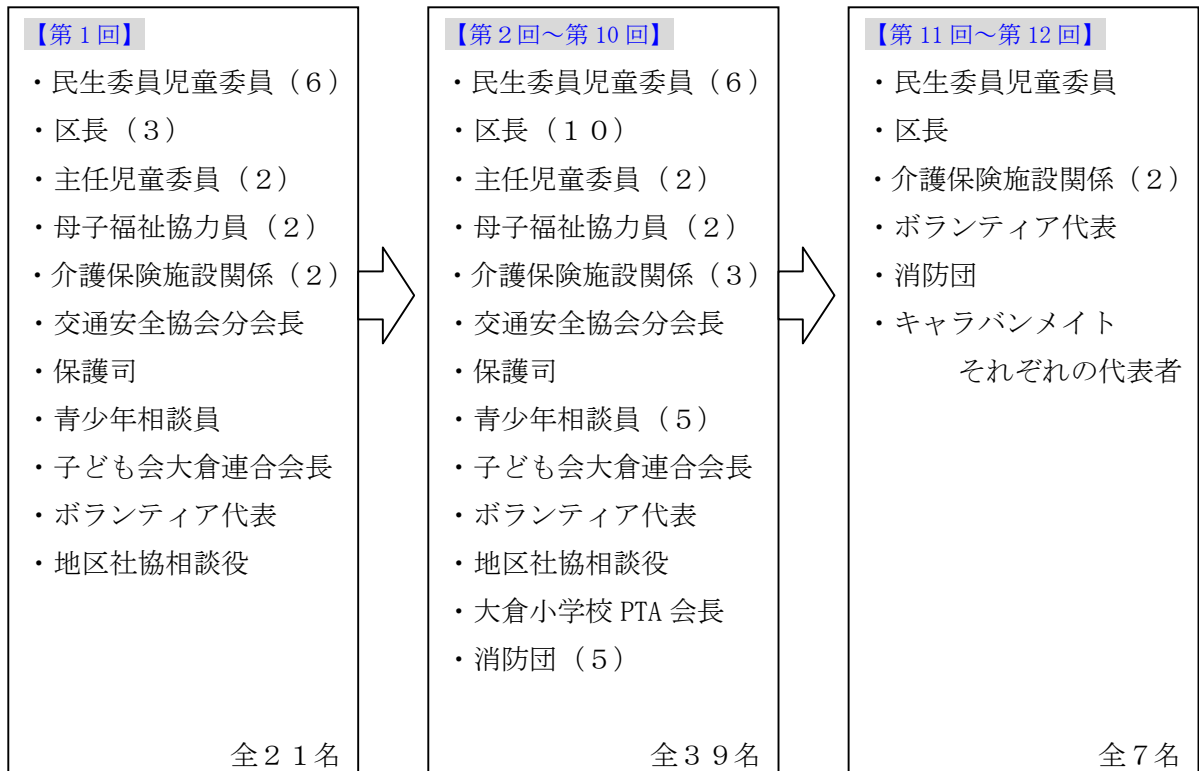 【第1回】
・民生委員児童委員（６）
・区長（３）
・主任児童委員（２）
・母子福祉協力員（２）
・介護保険施設関係（２）
・交通安全協会分会長
・保護司
・青少年相談員
・子ども会大倉連合会長
・ボランティア代表
・地区社協相談役
全２１名
【第２回～第10回】
・民生委員児童委員（６）
・区長（１０）
・主任児童委員（２）
・母子福祉協力員（２）
・介護保険施設関係（３）
・交通安全協会分会長
・保護司
・青少年相談員（５）
・子ども会大倉連合会長
・ボランティア代表
・地区社協相談役
・大倉小学校 PTA 会長
・消防団（５）
全３９名
【第11回～第12回】
・民生委員児童委員
・区長
・介護保険施設関係（２）
・ボランティア代表
・消防団
・キャラバンメイト
それぞれの代表者
全７名